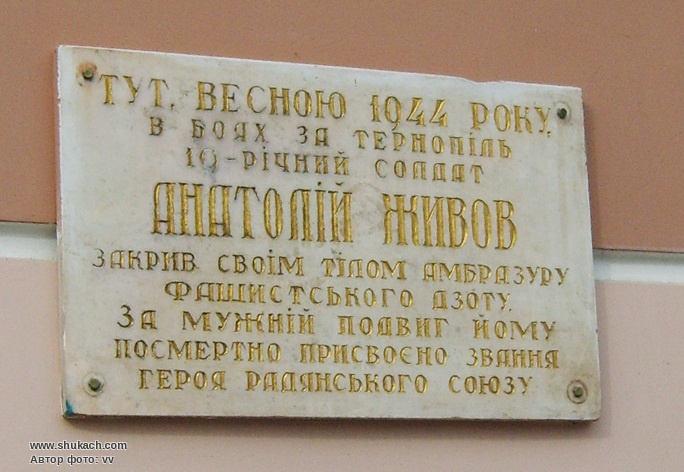 ТУТ, ВЕСНОЮ 1944 РОКУ,
В БОЯХ ЗА ТЕРНОПІЛЬ
19-РІЧНИЙ СОЛДАТ
АНАТОЛІЙ ЖИВОВ
ЗАКРИВ СВОЇМ ТІЛОМ АМБРАЗУРУ
ФАШИСТСЬКОГО ДЗОТУ.
ЗА МУЖНІЙ ПОДВИГ ЙОМУ
ПОСМЕРТНО ПРИСВОЄНО ЗВАННЯ
ГЕРОЯ РАДЯНСЬКОГО СОЮЗУ
www.shukach.com
Автор фото: vv